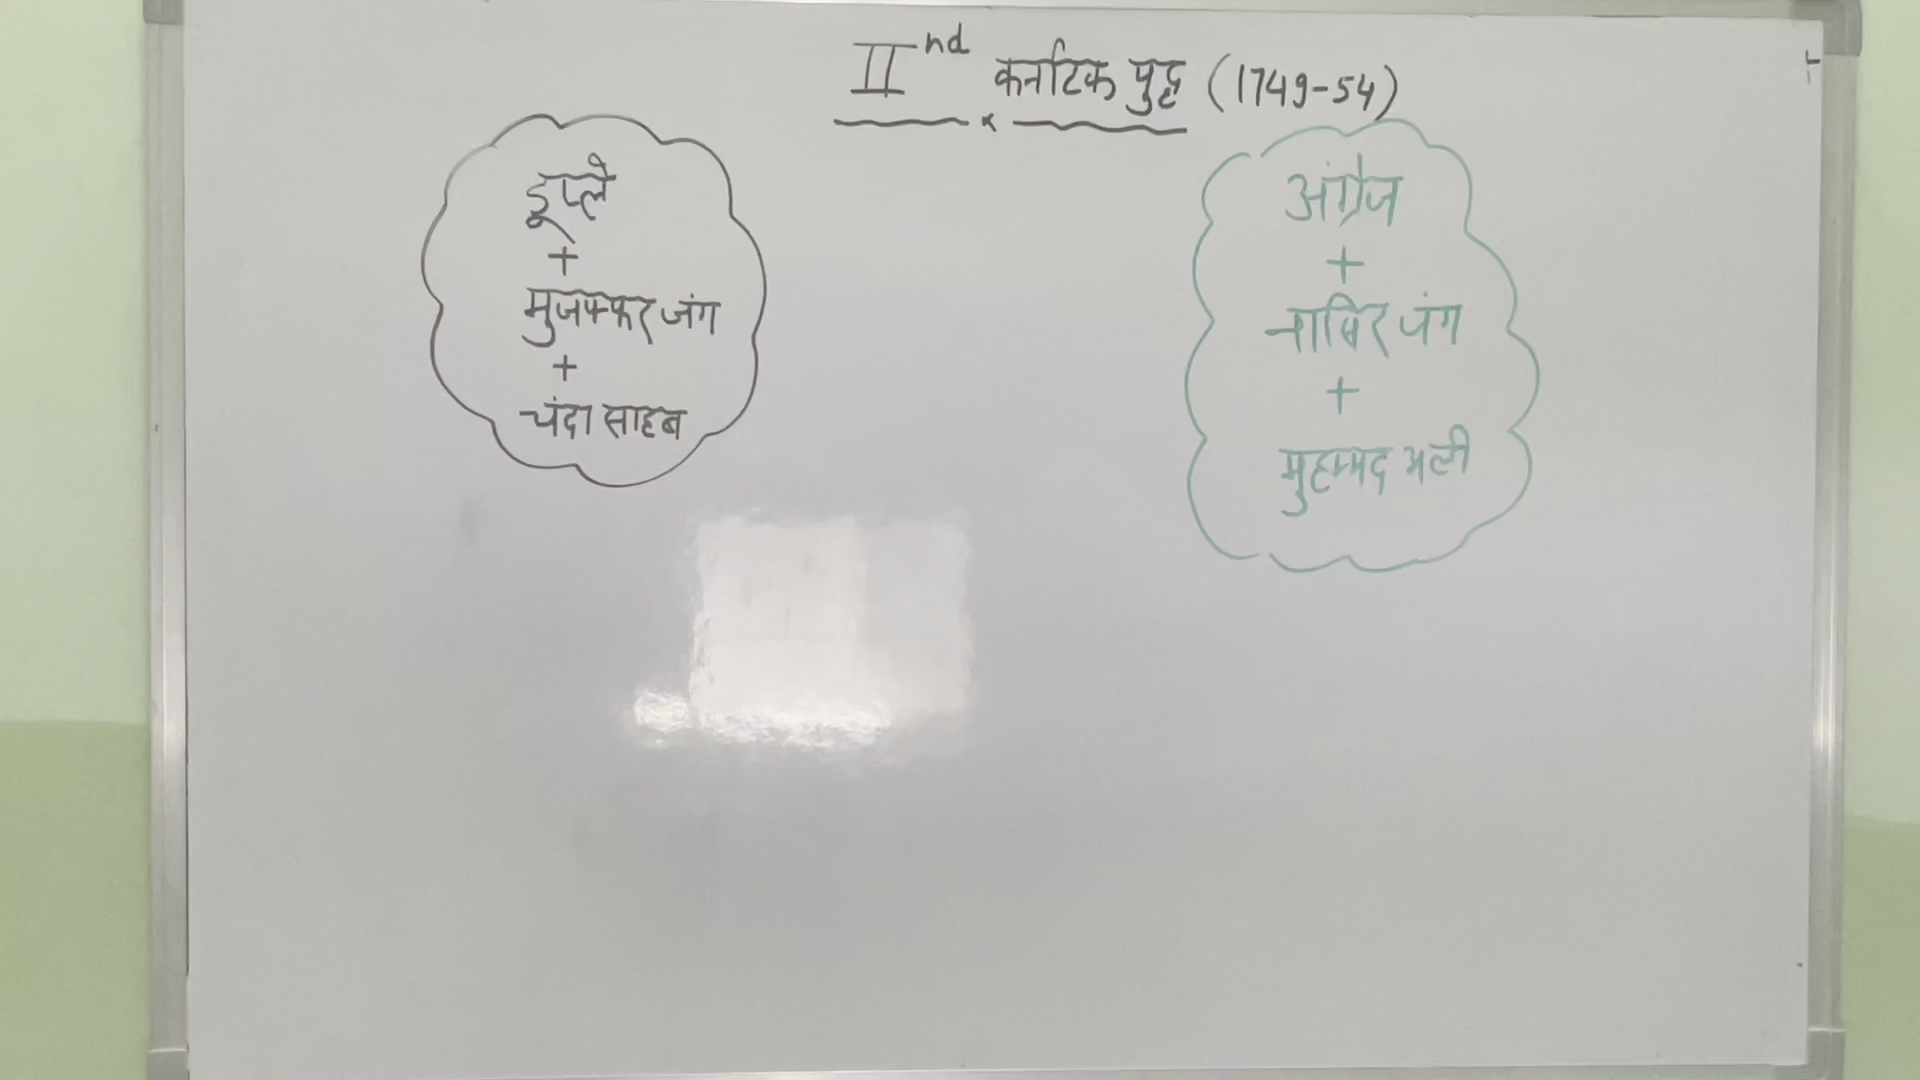 IInd कर्नाटक युद्ध (1749-54)
डूप्ले
+
मुजफ्फर जंग
+
चंदा साहब
अंग्रेज
+
नासिर जंग
+
मुहम्मद अली